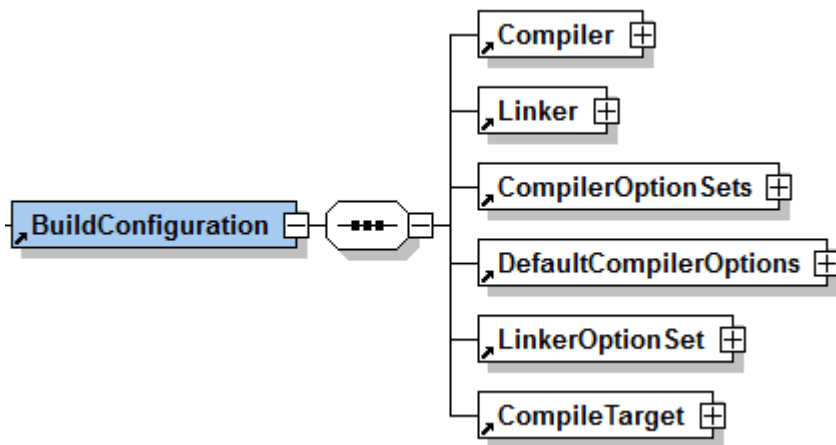 Compiler
Linker
CompilerOptionSets
BuildConfiguration
DefaultCompilerOptions
LinkerOptionSet
CompileTarget